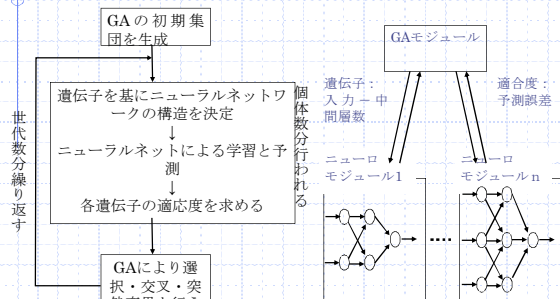 GAの初期集
団を生成
遺伝子を基にニューラルネットワ
ークの構造を決定
↓
ニューラルネットによる学習と予
測
↓
各遺伝子の適応度を求める
個体数分行われる
世代数分繰り返す
GAにより選
択・交叉・突
GAモジュール
遺伝子：
入力－中
間層数
適合度：
予測誤差
ニューロ
モジュール1
ニューロ
モジュールn